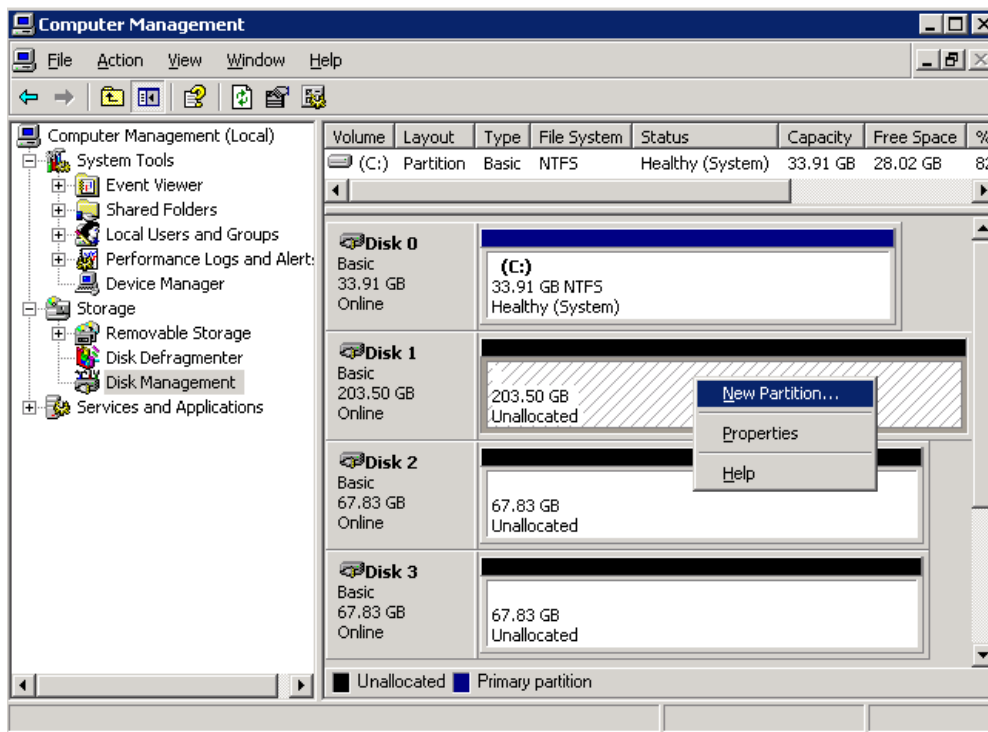 Computer Management
File Action View Window Help
Computer Management (Local)
System Tools
Event Viewer
Shared Folders
Local Users and Groups
Performance Logs and Alert
Device Manager
Storage
Removable Storage
Disk Defragmenter
Disk Management
Services and Applications
Volume Layout Type File System Status Capacity Free Space %
(C:) Partition Basic NTFS Healthy (System) 33.91 GB 28.02 GB 82
Disk 0
Basic
33.91 GB
Online
(C:)
33.91 GB NTFS
Healthy (System)
Disk 1
Basic
203.50 GB
Online
203.50 GB
Unallocated
New Partition...
Properties
Help
Disk 2
Basic
67.83 GB
Online
67.83 GB
Unallocated
Disk 3
Basic
67.83 GB
Online
67.83 GB
Unallocated
Unallocated Primary partition